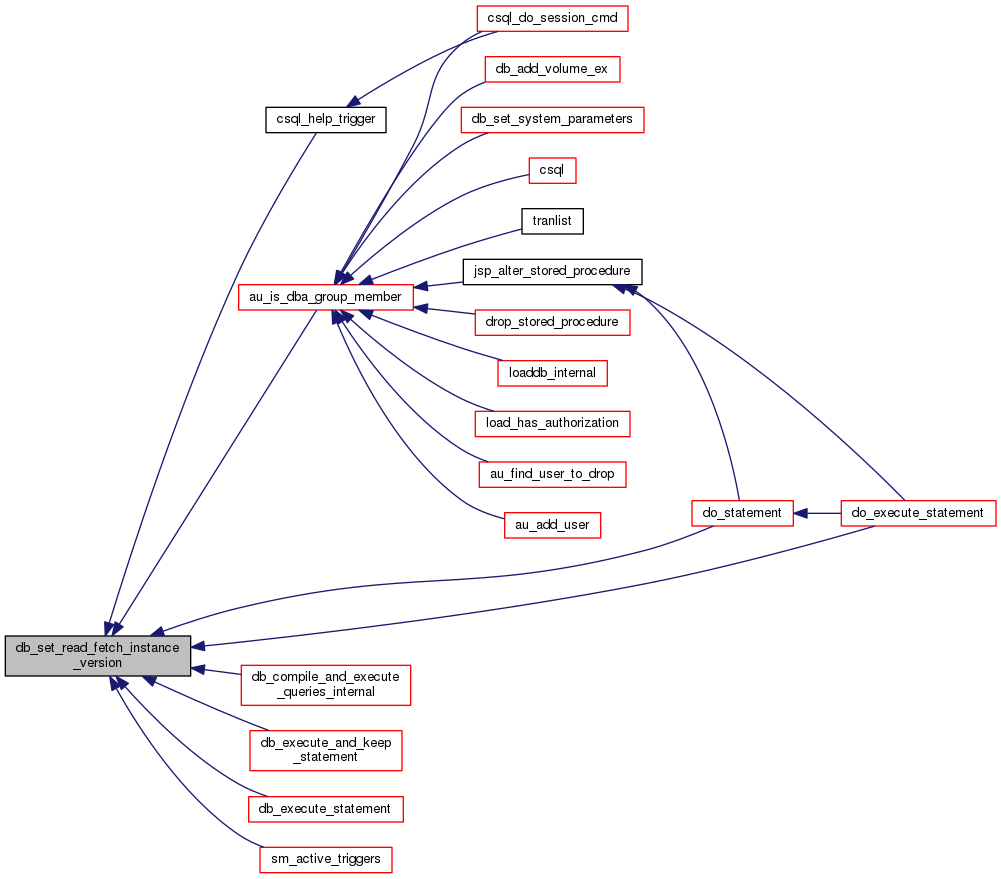 csql_do_session_cmd
db_add_volume_ex
csql_help_trigger
db_set_system_parameters
csql
tranlist
jsp_alter_stored_procedure
au_is_dba_group_member
drop_stored_procedure
loaddb_internal
load_has_authorization
au_find_user_to_drop
au_add_user
do_statement
do_execute_statement
db_set_read_fetch_instance
_version
db_compile_and_execute
_queries_internal
db_execute_and_keep
_statement
db_execute_statement
sm_active_triggers